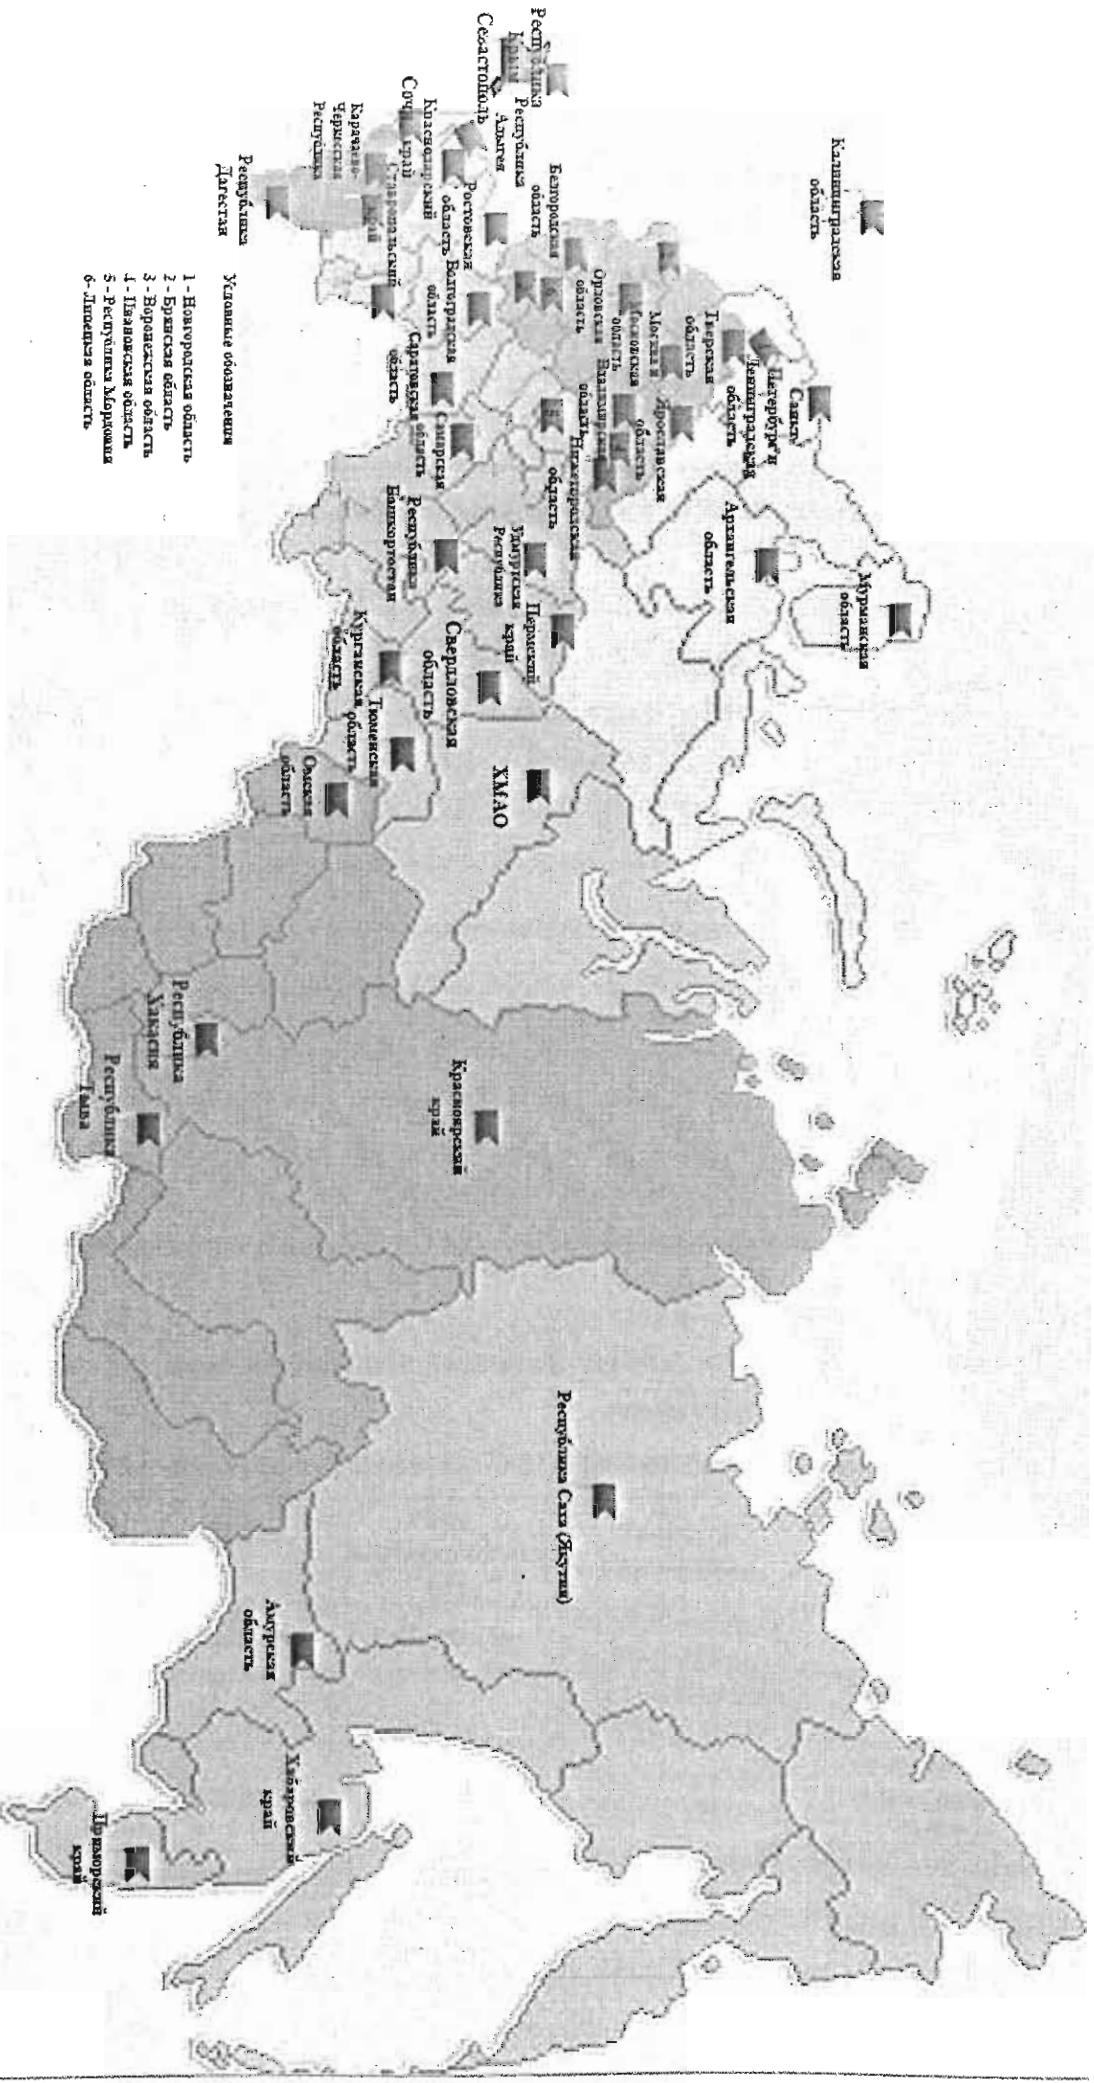 Калининградская
область
Мурманская
область
Санкт-
Петербург и
Ленинградская
область
Архангельская
область
Тверская
область
Москва и
Московская
область
Ярославская
область
Орловская
область
Владимирская
область
Нижегородская
область
Белгородская
область
Республика
Крым
Севастополь
Республика
Адыгея
Краснодарский
край
Сочи
Карачаево-
Черкесская
Республика
Ставропольский
край
Республика
Дагестан
Ростовская
область
Волгоградская
область
Саратовская область
область
Самарская
Республика
Башкортостан
Удмуртская
Республика
Пермский
край
Свердловская
область
Курганская
область
Тюменская
область
Омская
область
ХМАО
Красноярский
край
Республика
Хакасия
Республика
Тыва
Республика Саха (Якутия)
Амурская
область
Хабаровский
край
Приморский
край
Условные обозначения
1 - Новгородская область
2 - Брянская область
3 - Воронежская область
4 - Ивановская область
5 - Республика Мордовия
6- Липецкая область